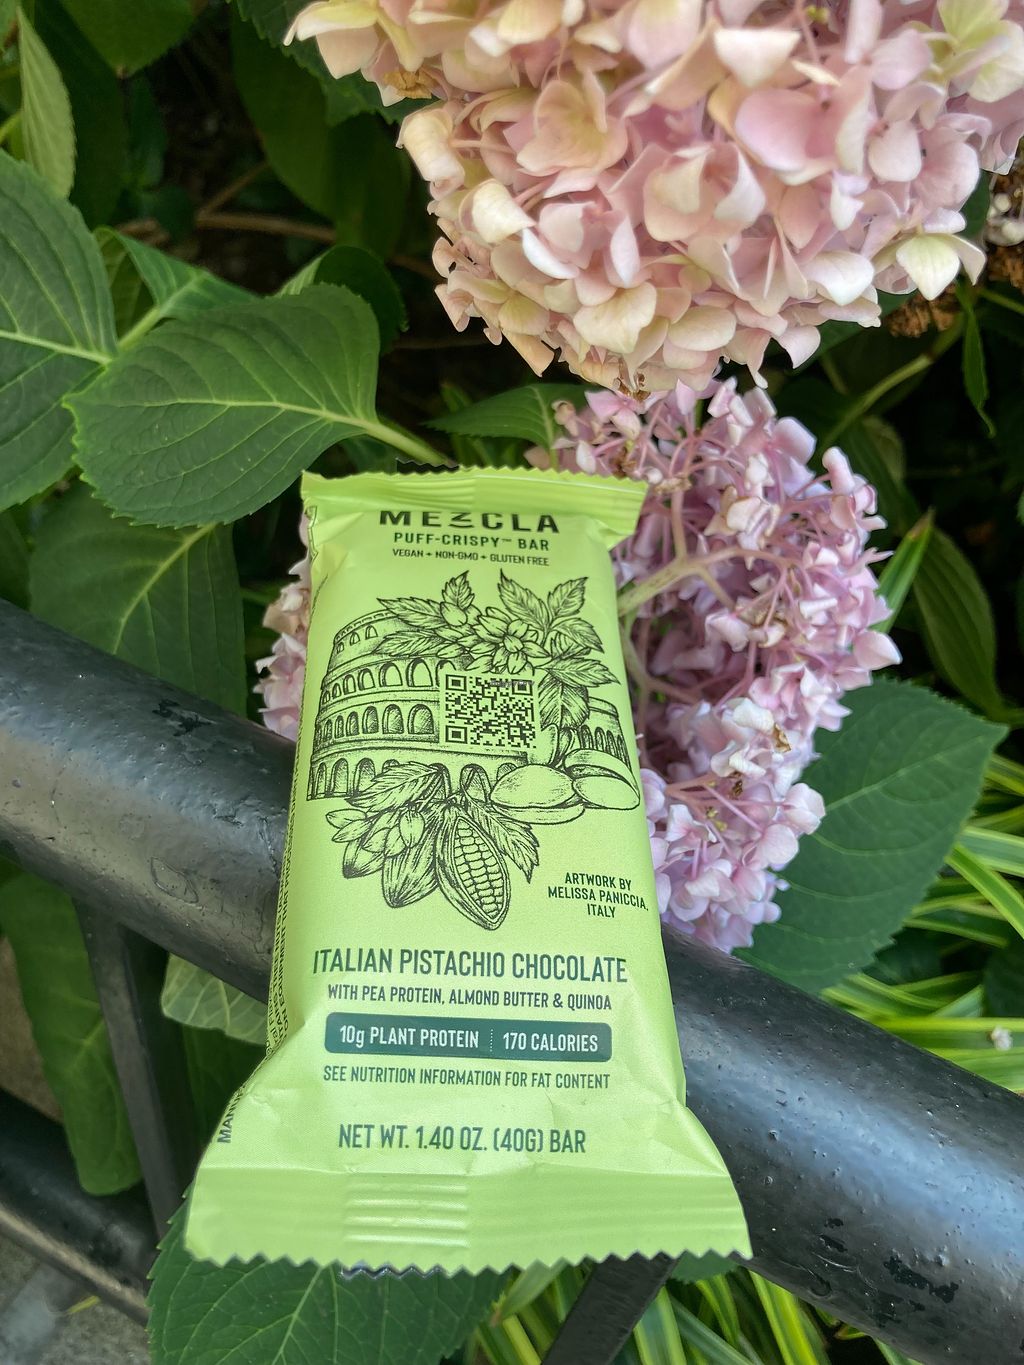 MEZCLA
PUFF-CRISPY™ BAR
VEGAN + NON-GMO + GLUTEN FREE
ARTWORK BY
MELISSA PANICCIA,
ITALY
ITALIAN PISTACHIO CHOCOLATE
WITH PEA PROTEIN, ALMOND BUTTER & QUINOA
10g PLANT PROTEIN | 170 CALORIES
SEE NUTRITION INFORMATION FOR FAT CONTENT
NET WT. 1.40 OZ. (40G) BAR